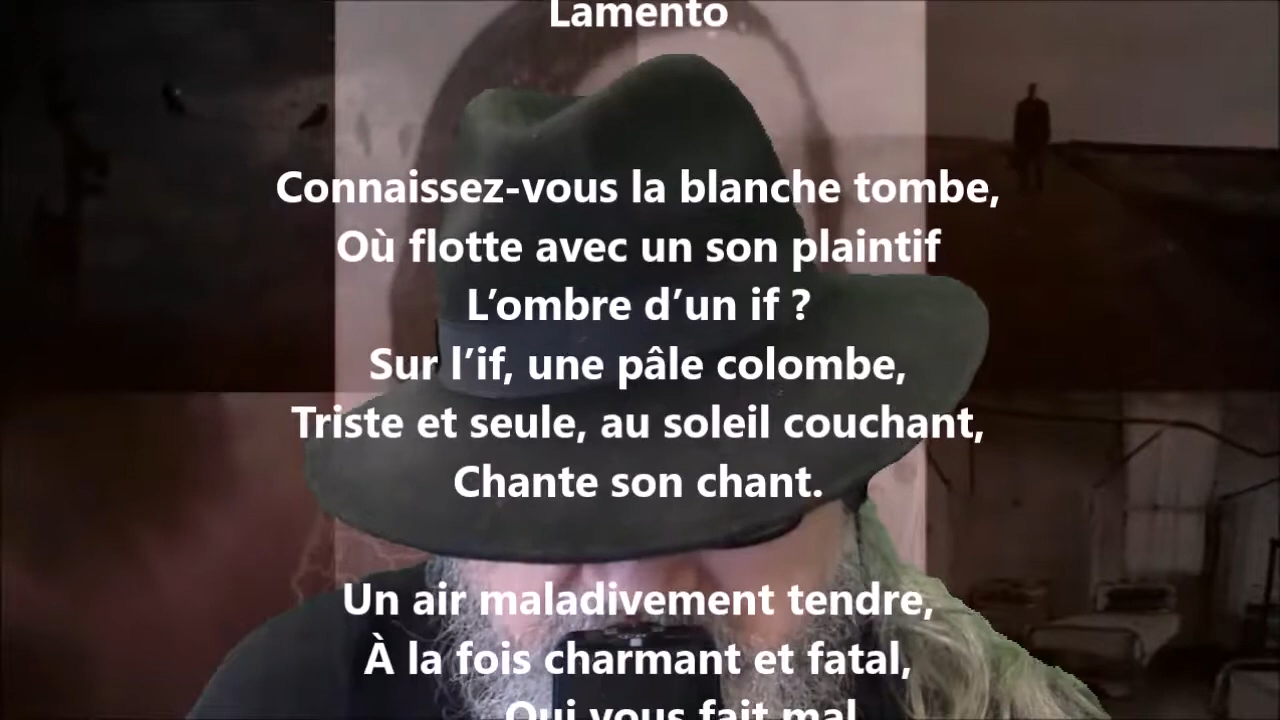 Lamento
Connaissez-vous la blanche tombe,
Où flotte avec un son plaintif
L’ombre d’un if ?
Sur l’if, une pâle colombe,
Triste et seule, au soleil couchant,
Chante son chant.
Un air maladivement tendre,
À la fois charmant et fatal,
Qui vous fait mal